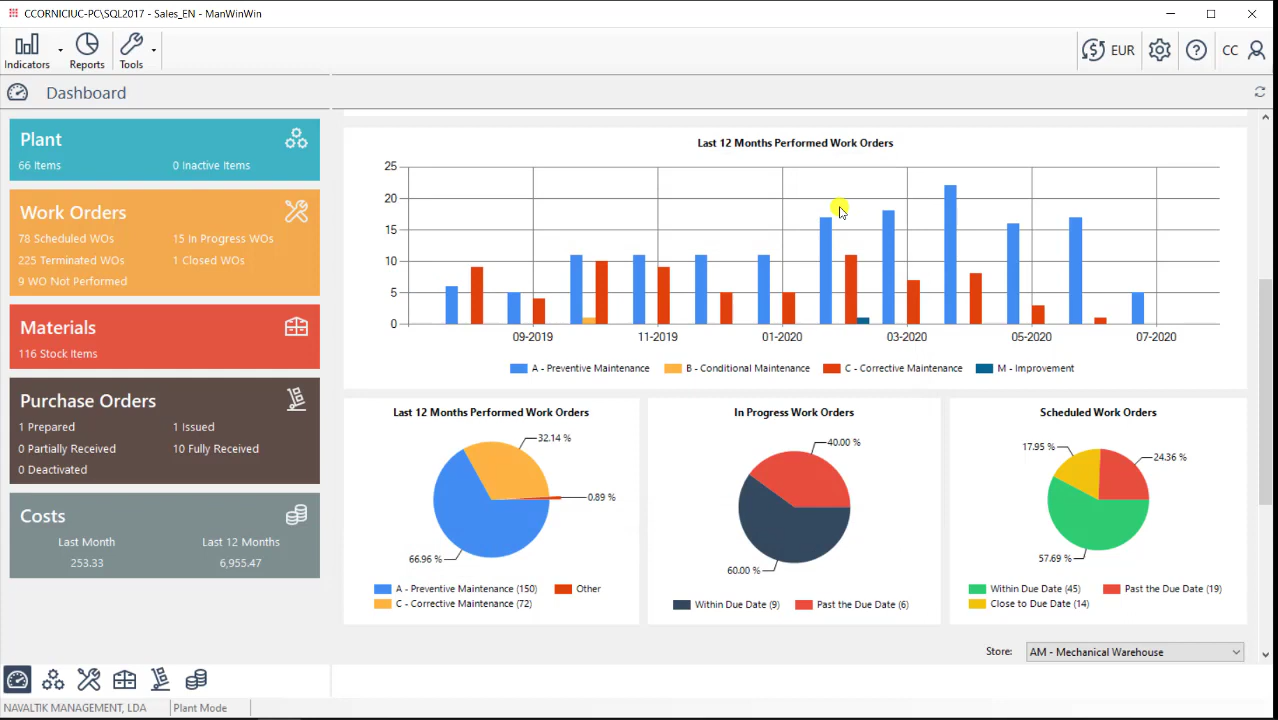 CCORNICIUC-PC\SQL2017 - Sales_EN - ManWinWin
Indicators Reports Tools
EUR
CC
Dashboard
Plant
66 Items 0 Inactive Items
Work Orders
78 Scheduled WOs 15 In Progress WOs
225 Terminated WOs 1 Closed WOs
9 WO Not Performed
Materials
116 Stock Items
Purchase Orders
1 Prepared 1 Issued
0 Partially Received 10 Fully Received
0 Deactivated
Costs
Last Month Last 12 Months
253.33 6,955.47
Last 12 Months Performed Work Orders
25
20
15
10
5
0
09-2019 11-2019 01-2020 03-2020 05-2020 07-2020
A - Preventive Maintenance B - Conditional Maintenance C - Corrective Maintenance M - Improvement
Last 12 Months Performed Work Orders
32.14 %
0.89 %
66.96 %
A - Preventive Maintenance (150) Other
C - Corrective Maintenance (72)
In Progress Work Orders
40.00 %
60.00 %
Within Due Date (9) Past the Due Date (6)
Scheduled Work Orders
17.95 %
24.36 %
57.69 %
Within Due Date (45) Past the Due Date (19)
Close to Due Date (14)
Store: AM - Mechanical Warehouse
NAVALTIK MANAGEMENT, LDA Plant Mode